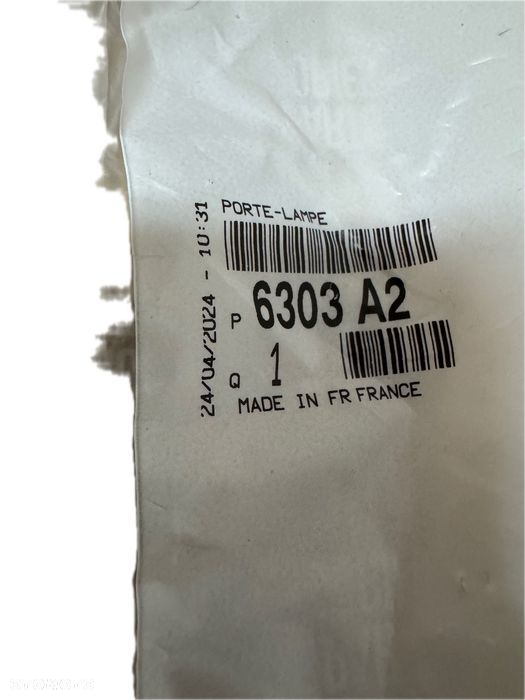 PORTE-LAMPE
24/04/2024 - 10:31
P 6303 A2
Q 1
MADE IN FR FRANCE